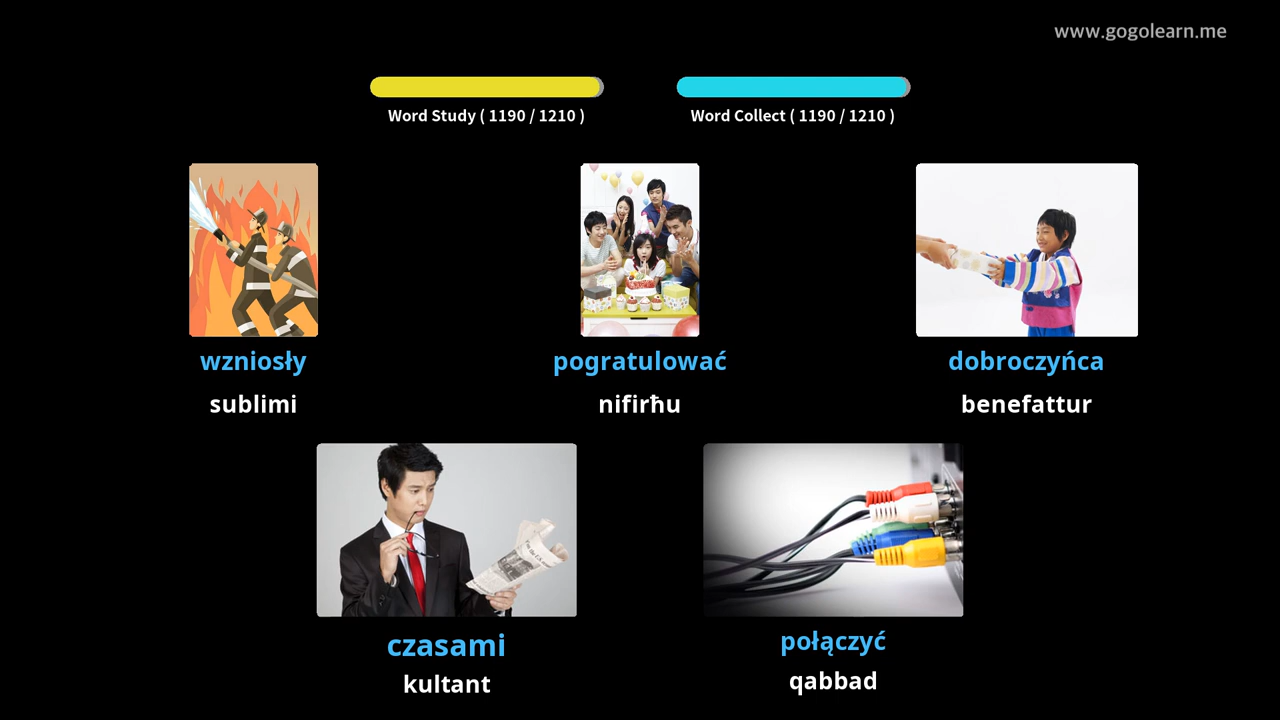 www.gogolearn.me
Word Study ( 1190 / 1210 )
Word Collect ( 1190 / 1210 )
wzniosły
pogratulować
dobroczyńca
sublimi
nifirħu
benefattur
czasami
połączyć
kultant
qabbad